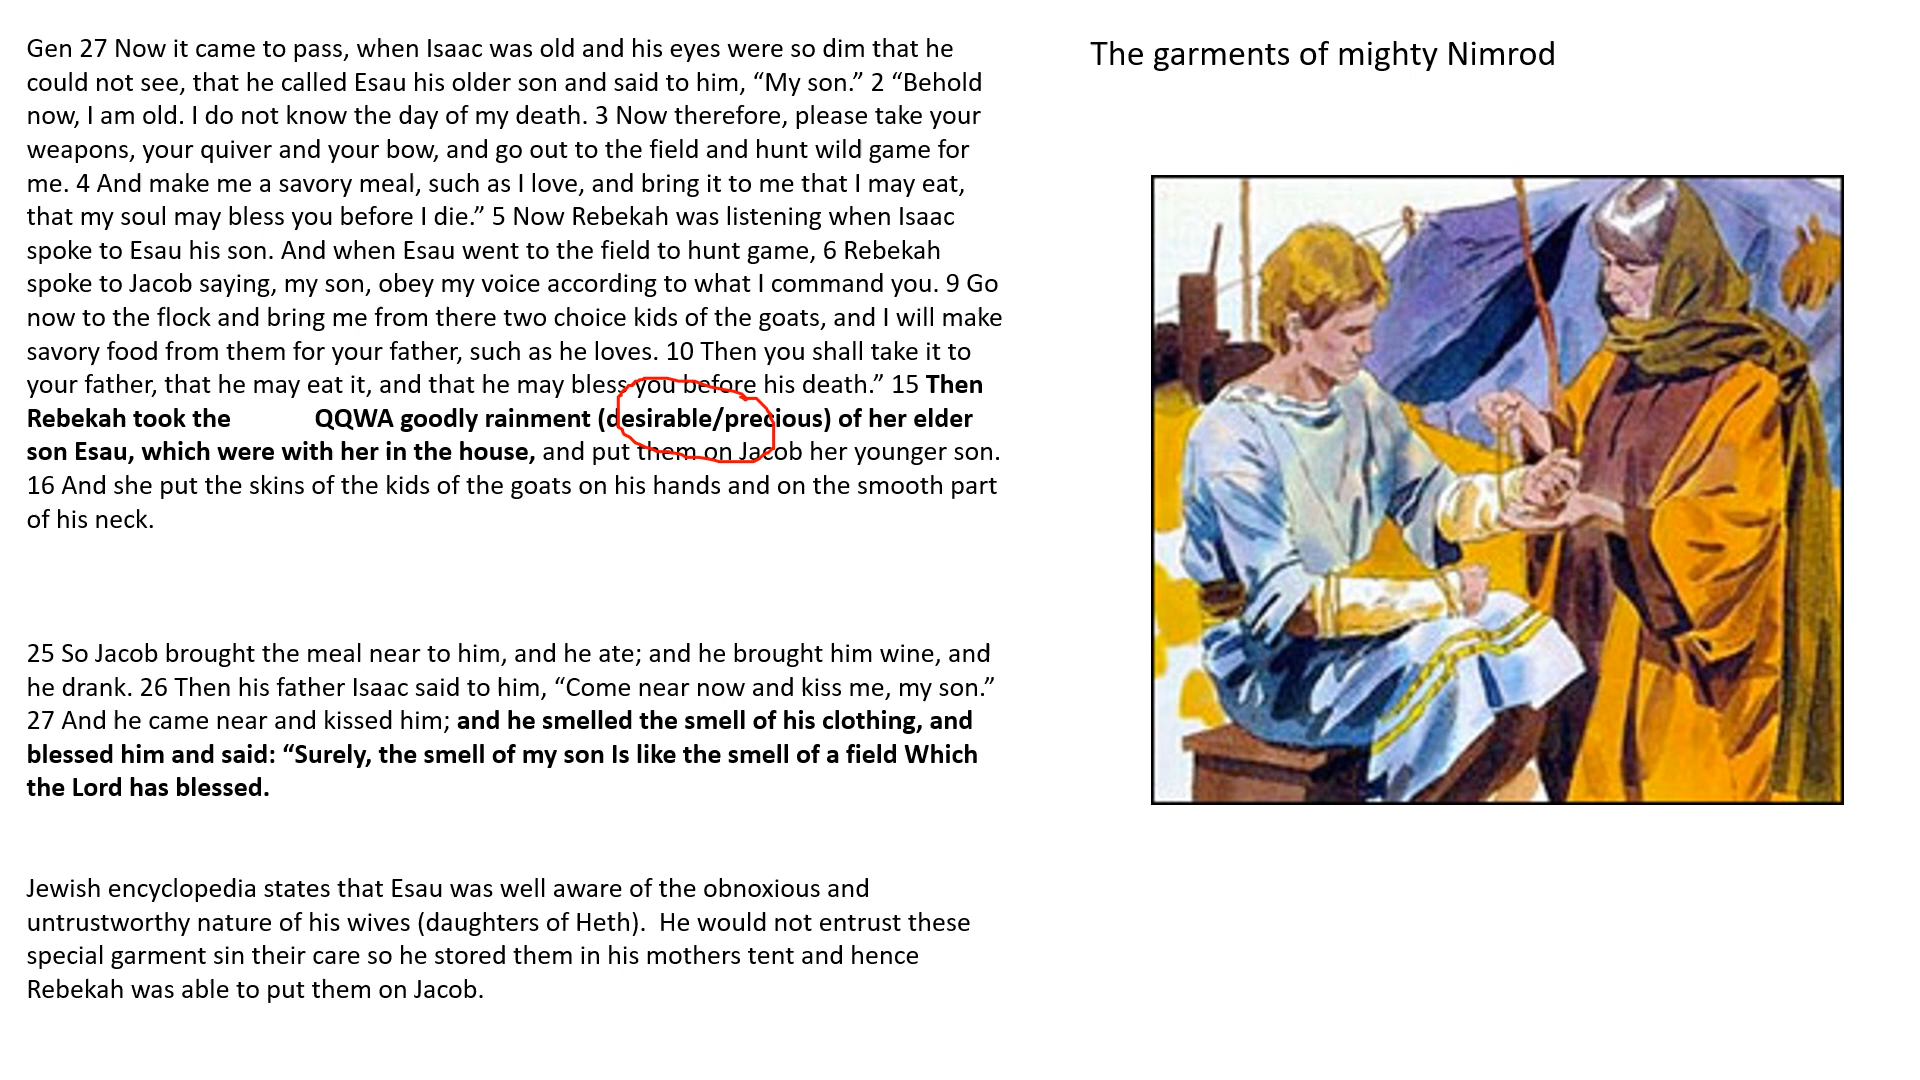 Gen 27 Now it came to pass, when Isaac was old and his eyes were so dim that he
could not see, that he called Esau his older son and said to him, “My son.” 2 “Behold
now, I am old. I do not know the day of my death. 3 Now therefore, please take your
weapons, your quiver and your bow, and go out to the field and hunt wild game for
me. 4 And make me a savory meal, such as I love, and bring it to me that I may eat,
that my soul may bless you before I die.” 5 Now Rebekah was listening when Isaac
spoke to Esau his son. And when Esau went to the field to hunt game, 6 Rebekah
spoke to Jacob saying, my son, obey my voice according to what I command you. 9 Go
now to the flock and bring me from there two choice kids of the goats, and I will make
savory food from them for your father, such as he loves. 10 Then you shall take it to
your father, that he may eat it, and that he may bless you before his death.” 15 Then
Rebekah took the QQWA goodly rainment (desirable/precious) of her elder
son Esau, which were with her in the house, and put them on Jacob her younger son.
16 And she put the skins of the kids of the goats on his hands and on the smooth part
of his neck.
25 So Jacob brought the meal near to him, and he ate; and he brought him wine, and
he drank. 26 Then his father Isaac said to him, “Come near now and kiss me, my son.”
27 And he came near and kissed him; and he smelled the smell of his clothing, and
blessed him and said: “Surely, the smell of my son Is like the smell of a field Which
the Lord has blessed.
Jewish encyclopedia states that Esau was well aware of the obnoxious and
untrustworthy nature of his wives (daughters of Heth). He would not entrust these
special garment sin their care so he stored them in his mothers tent and hence
Rebekah was able to put them on Jacob.
The garments of mighty Nimrod